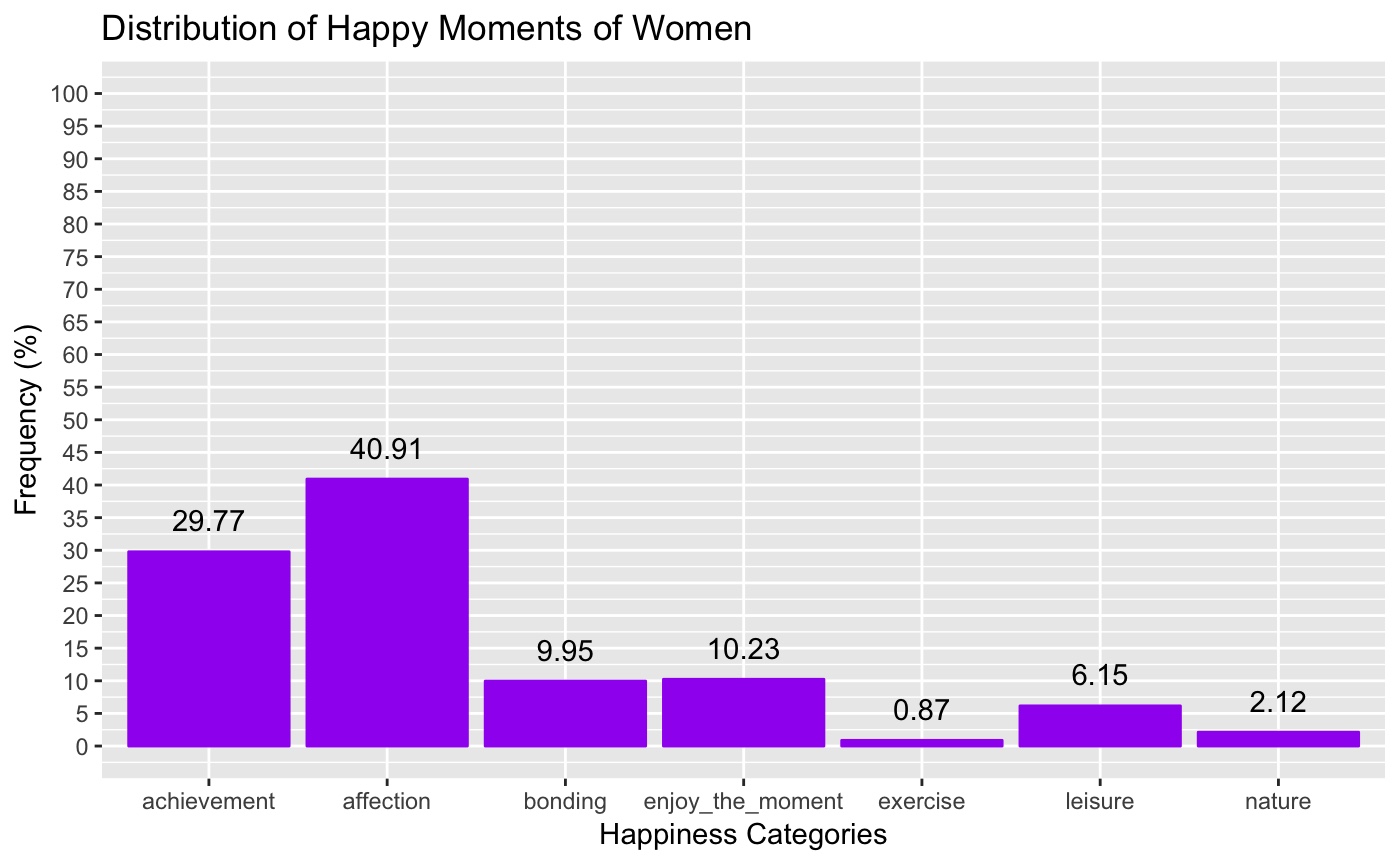 Distribution of Happy Moments of Women
Frequency (%)
100
95
90
85
80
75
70
65
60
55
50
45
40
35
30
25
20
15
10
5
0
29.77
40.91
9.95
10.23
0.87
6.15
2.12
achievement
affection
bonding
enjoy_the_moment
exercise
leisure
nature
Happiness Categories